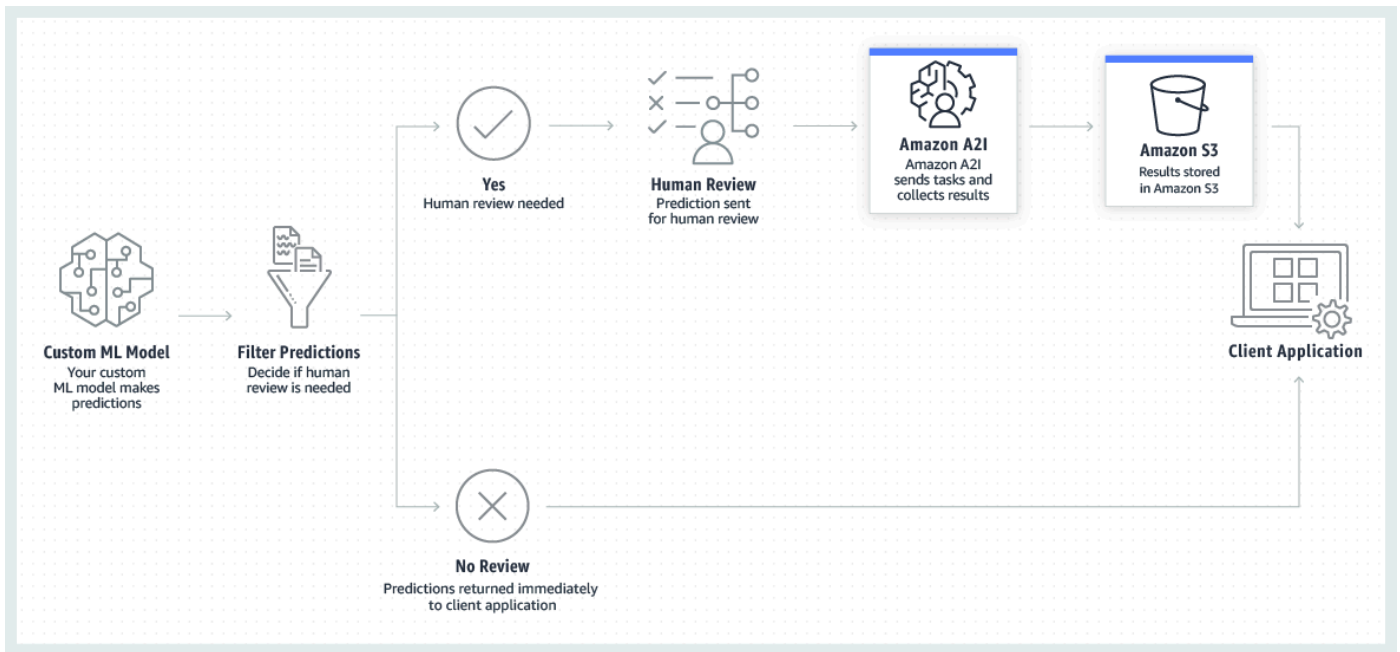 Custom ML Model
Your custom
ML model makes
predictions
Filter Predictions
Decide if human
review is needed
Yes
Human review needed
Human Review
Prediction sent
for human review
Amazon A2I
Amazon A2I
sends tasks and
collects results
Amazon S3
Results stored
in Amazon S3
Client Application
No Review
Predictions returned immediately
to client application